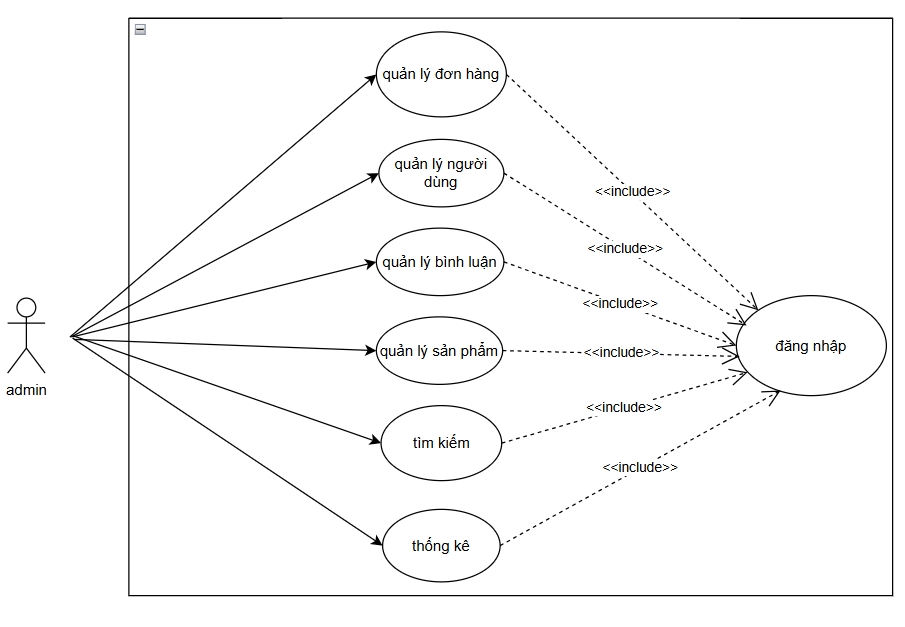 quản lý đơn hàng
quản lý người
dùng
<<include>>
<<include>>
quản lý bình luận
<<include>>
quản lý sản phẩm
<<include>>
đăng nhập
admin
<<include>>
tìm kiếm
<<include>>
thống kê